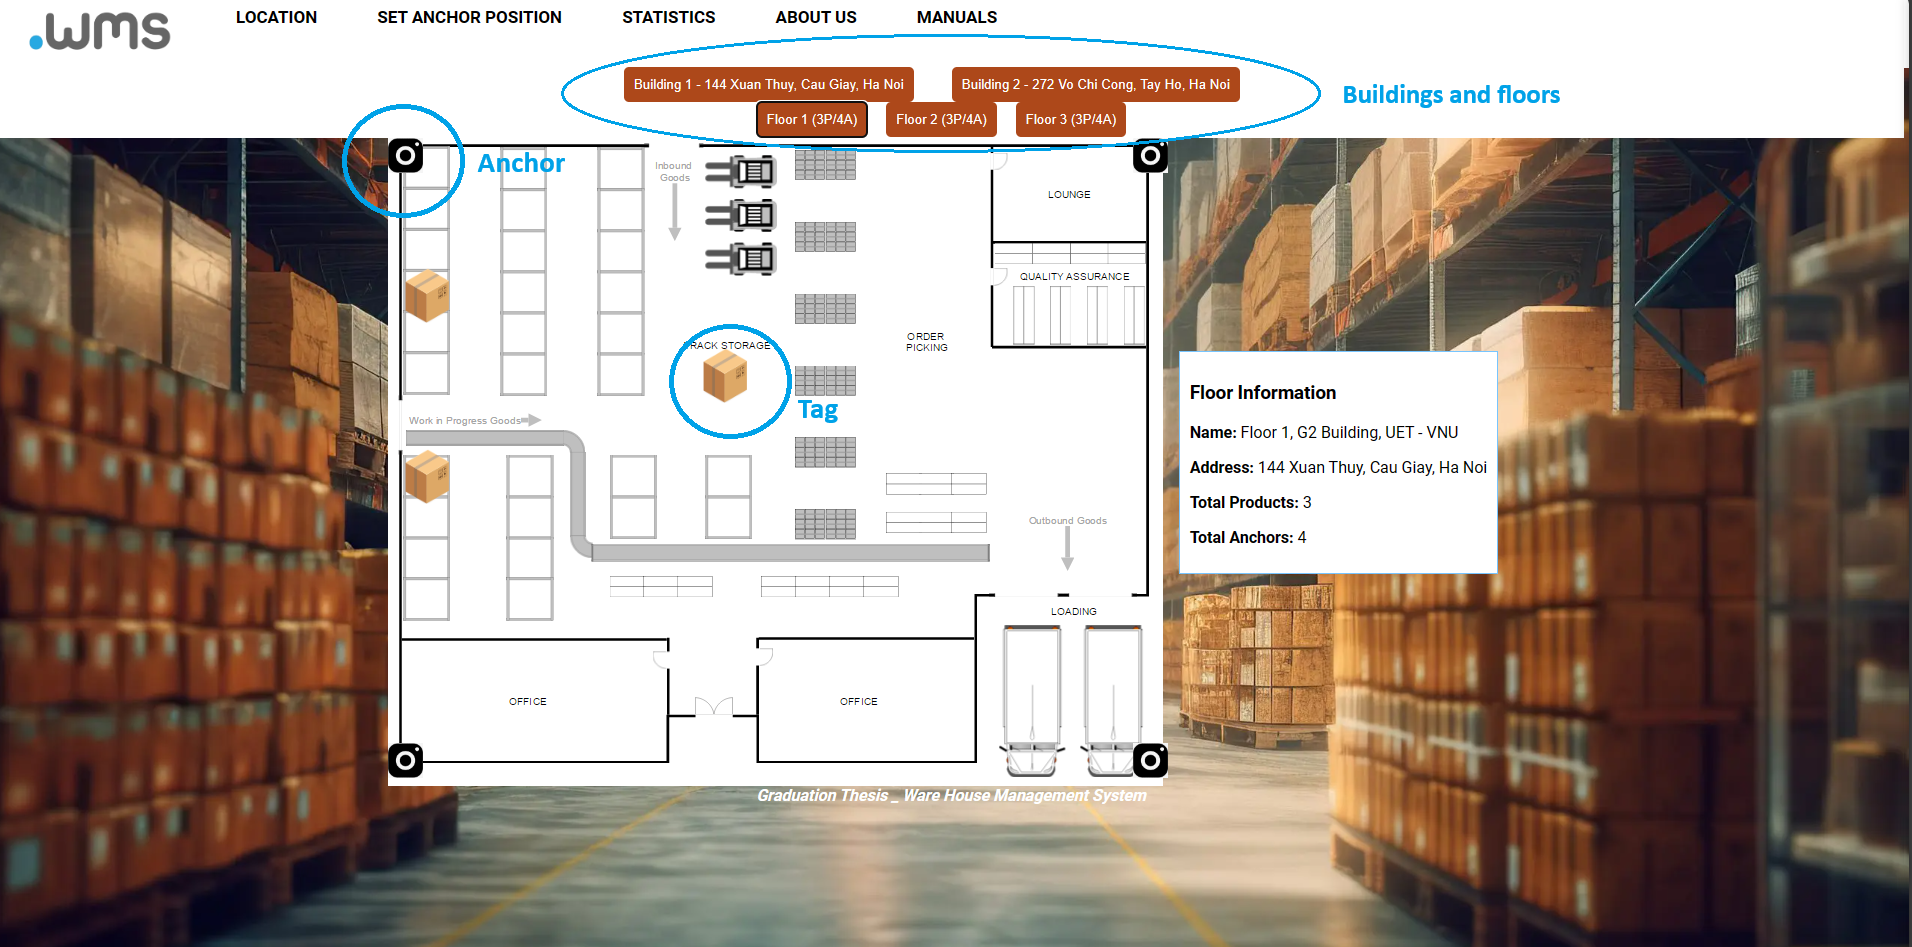 .wms
LOCATION
SET ANCHOR POSITION
STATISTICS
ABOUT US
MANUALS
Building 1 - 144 Xuan Thuy, Cau Giay, Ha Noi
Building 2 - 272 Vo Chi Cong, Tay Ho, Ha Noi
Buildings and floors
Floor 1 (3P/4A)
Floor 2 (3P/4A)
Floor 3 (3P/4A)
Anchor
Inbound
Goods
LOUNGE
QUALITY ASSURANCE
ORDER
PICKING
RACK STORAGE
Tag
Work in Progress Goods
Floor Information
Name: Floor 1, G2 Building, UET - VNU
Address: 144 Xuan Thuy, Cau Giay, Ha Noi
Total Products: 3
Total Anchors: 4
Outbound Goods
LOADING
OFFICE
OFFICE
Graduation Thesis _ Ware House Management System